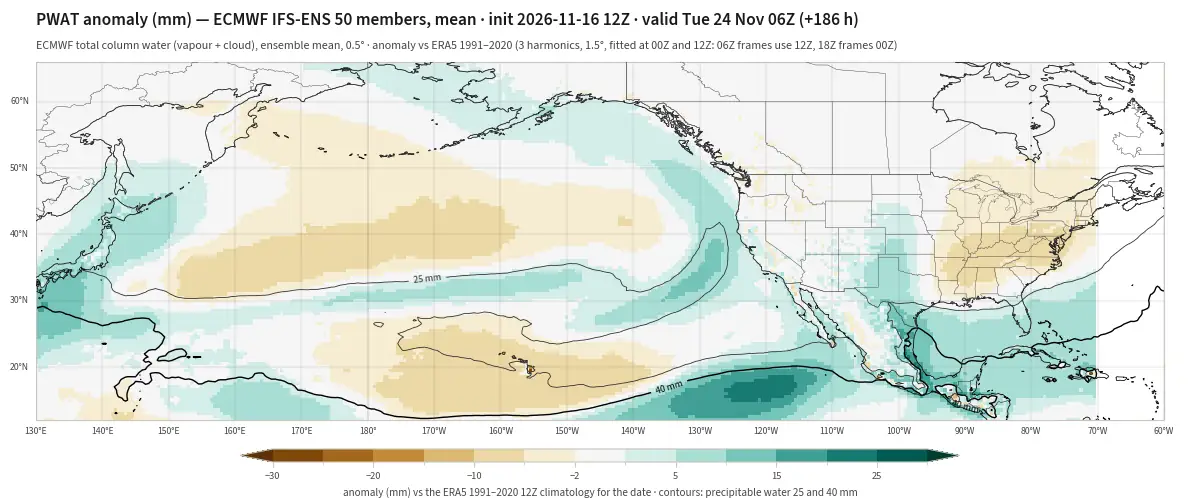 PWAT anomaly (mm) — ECMWF IFS-ENS 50 members, mean · init 2026-11-16 12Z · valid Tue 24 Nov 06Z (+186 h)
ECMWF total column water (vapour + cloud), ensemble mean, 0.5° · anomaly vs ERA5 1991–2020 (3 harmonics, 1.5°, fitted at 00Z and 12Z: 06Z frames use 12Z, 18Z frames 00Z)
60°N
50°N
40°N
30°N
20°N
25 mm
40 mm
130°E 140°E 150°E 160°E 170°E 180° 170°W 160°W 150°W 140°W 130°W 120°W 110°W 100°W 90°W 80°W 70°W 60°W
−30 −20 −10 −2 5 15 25
anomaly (mm) vs the ERA5 1991–2020 12Z climatology for the date · contours: precipitable water 25 and 40 mm